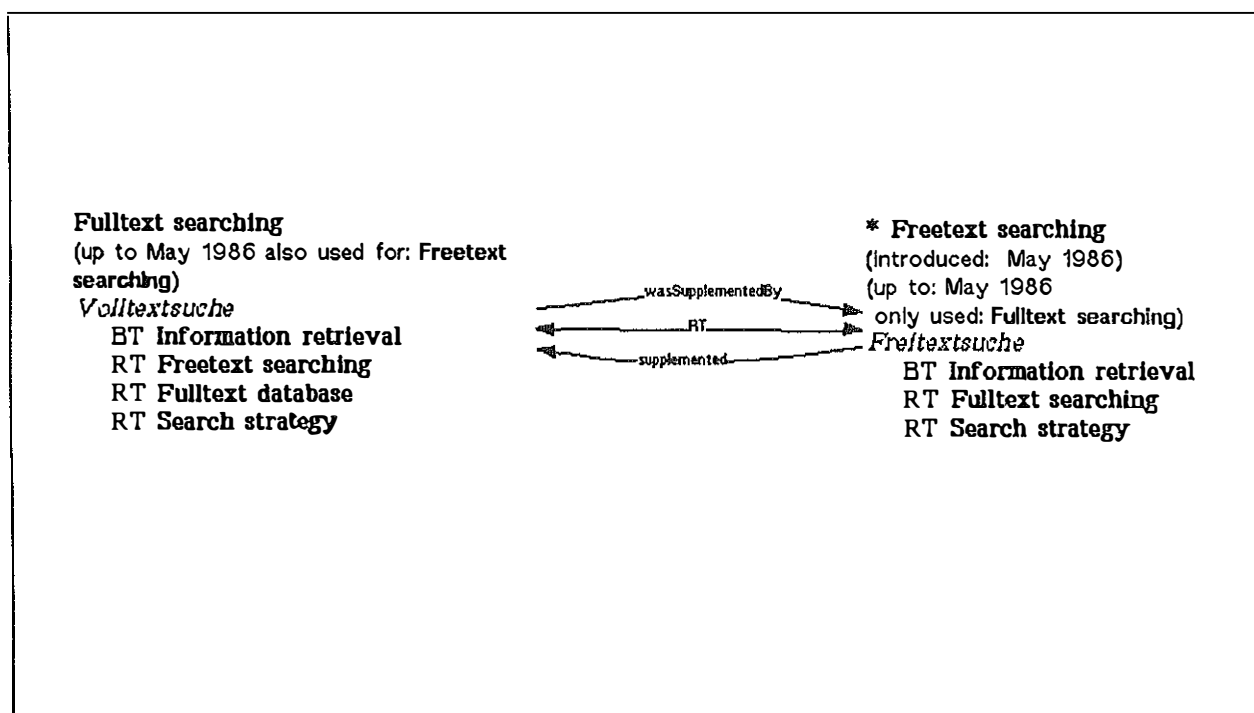 Fulltext searching
(up to May 1986 also used for: Freetext
searching)
Volltextsuche
BT Information retrieval
RT Freetext searching
RT Fulltext database
RT Search strategy
wasSupplementedBy
RT
supplemented
* Freetext searching
(introduced: May 1986)
(up to: May 1986
only used: Fulltext searching)
Freitextsuche
BT Information retrieval
RT Fulltext searching
RT Search strategy